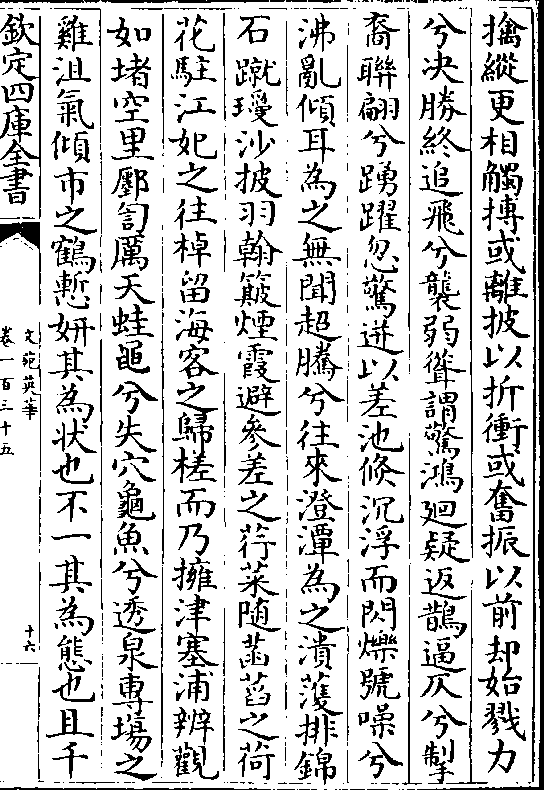 擒縱更相觸搏或離披以折衝或奮振以前却始戮力
兮决勝終追飛兮襲弱聳謂驚鴻廻疑返鵲逼仄兮掣
裔聯翩兮踴躍忽驚迸以差池倏沉浮而閃爍號噪兮
沸亂傾耳為之無聞超騰兮往來澄潭為之潰濩排錦
石蹴瓊沙披羽翰簸煙霞避參差之荇菜随菡萏之荷
花駐江妃之往棹留海客之歸槎而乃擁津塞浦辨觀
如堵空里鄽訇厲天蛙黽兮失穴龜魚兮透泉專場之
雞沮氣傾市之鶴慙妍其為状也不一其為態也且千
欽定四庫全書
文苑英華
卷一百三十五
十六